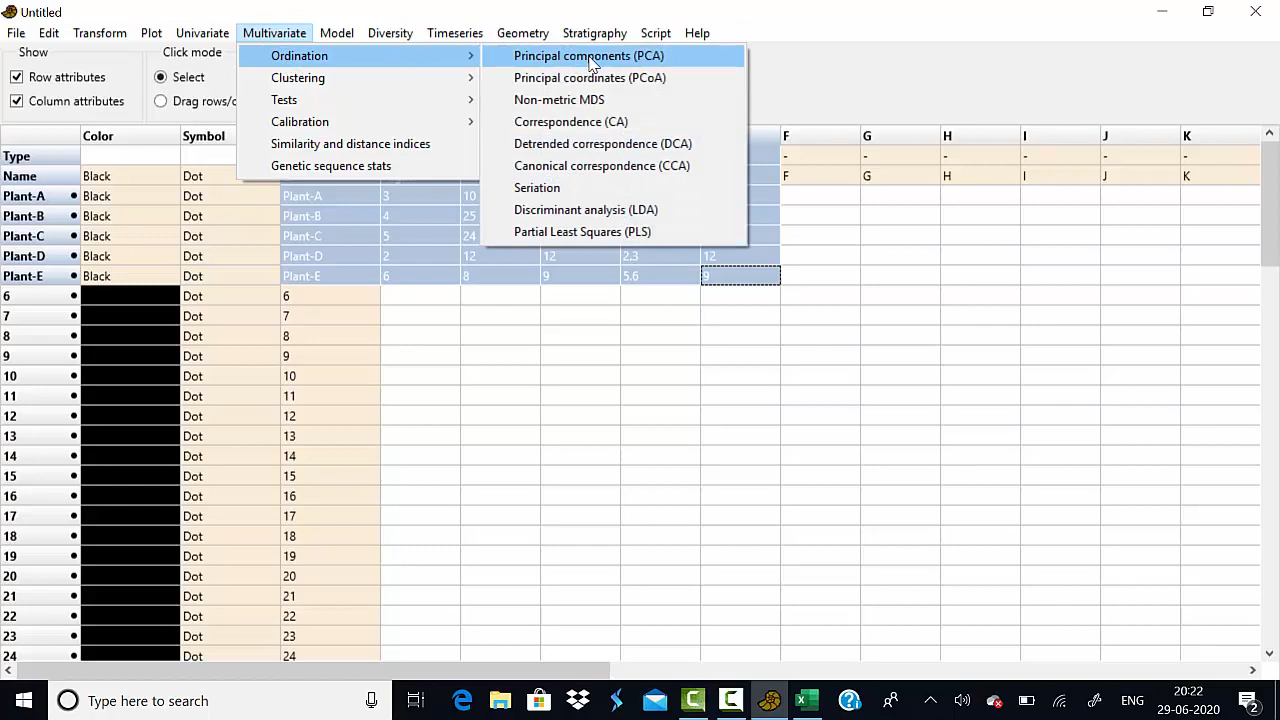 Untitled
File Edit Transform Plot Univariate Multivariate Model Diversity Timeseries Geometry Stratigraphy Script Help
Show Click mode
Row attributes Select
Column attributes Drag rows/c
Ordination
Clustering
Tests
Calibration
Similarity and distance indices
Genetic sequence stats
Principal components (PCA)
Principal coordinates (PCoA)
Non-metric MDS
Correspondence (CA)
Detrended correspondence (DCA)
Canonical correspondence (CCA)
Seriation
Discriminant analysis (LDA)
Partial Least Squares (PLS)
Color Symbol F G H I J K
Type - - - - - -
Name Black Dot F G H I J K
Plant-A Black Dot Plant-A 3 10
Plant-B Black Dot Plant-B 4 25
Plant-C Black Dot Plant-C 5 24
Plant-D Black Dot Plant-D 2 12 12 2.3 12
Plant-E Black Dot Plant-E 6 8 9 5.6 9
6 Dot 6
7 Dot 7
8 Dot 8
9 Dot 9
10 Dot 10
11 Dot 11
12 Dot 12
13 Dot 13
14 Dot 14
15 Dot 15
16 Dot 16
17 Dot 17
18 Dot 18
19 Dot 19
20 Dot 20
21 Dot 21
22 Dot 22
23 Dot 23
24 Dot 24
Type here to search ENG 20:22
29-06-2020 2